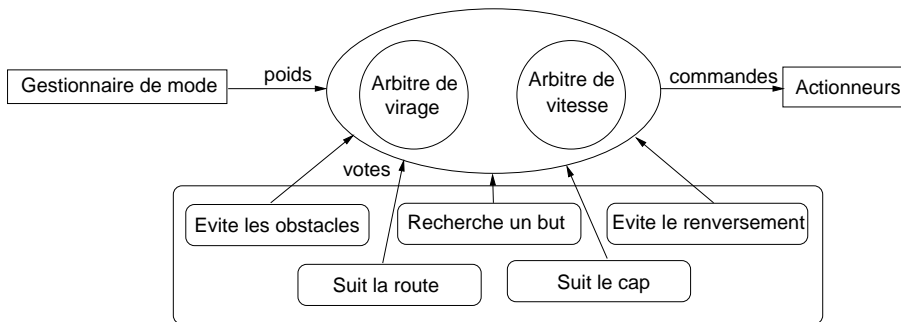 Gestionnaire de mode
poids
Arbitre de
virage
Arbitre de
vitesse
commandes
Actionneurs
votes
Evite les obstacles
Recherche un but
Evite le renversement
Suit la route
Suit le cap